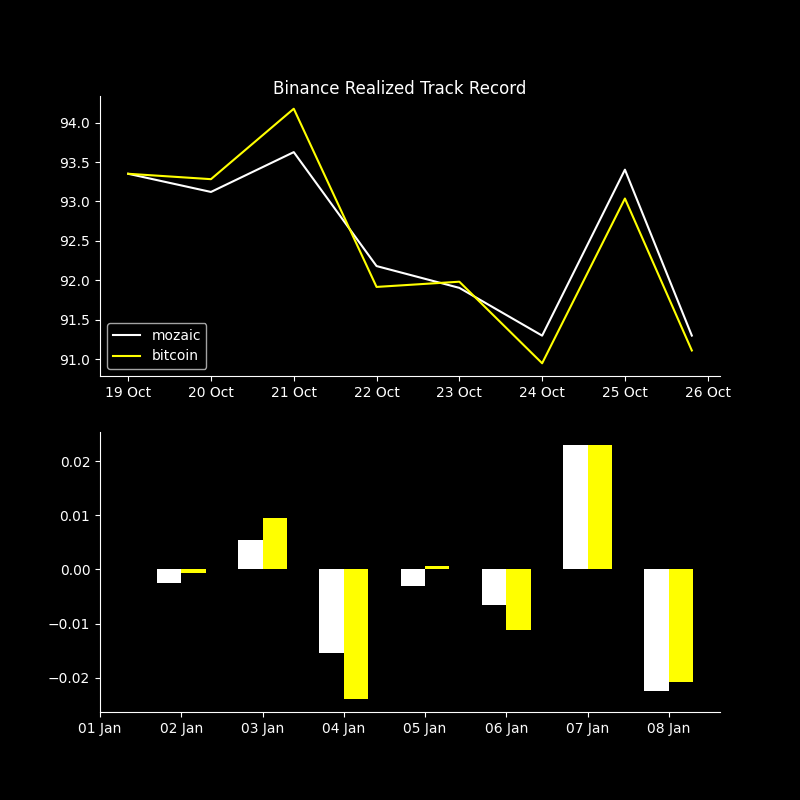 Binance Realized Track Record
94.0
93.5
93.0
92.5
92.0
91.5
91.0
mozaic
bitcoin
19 Oct 20 Oct 21 Oct 22 Oct 23 Oct 24 Oct 25 Oct 26 Oct
0.02
0.01
0.00
−0.01
−0.02
01 Jan 02 Jan 03 Jan 04 Jan 05 Jan 06 Jan 07 Jan 08 Jan